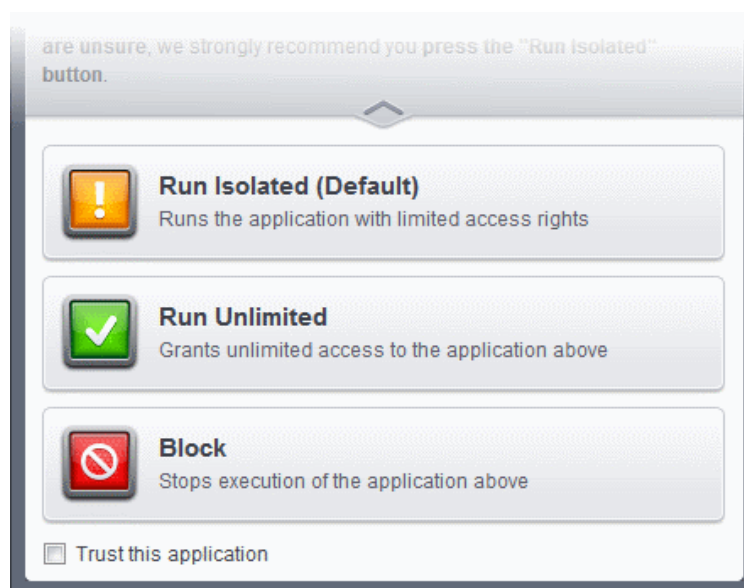 are unsure, we strongly recommend you press the "Run Isolated"
button.
Run Isolated (Default)
Runs the application with limited access rights
Run Unlimited
Grants unlimited access to the application above
Block
Stops execution of the application above
Trust this application